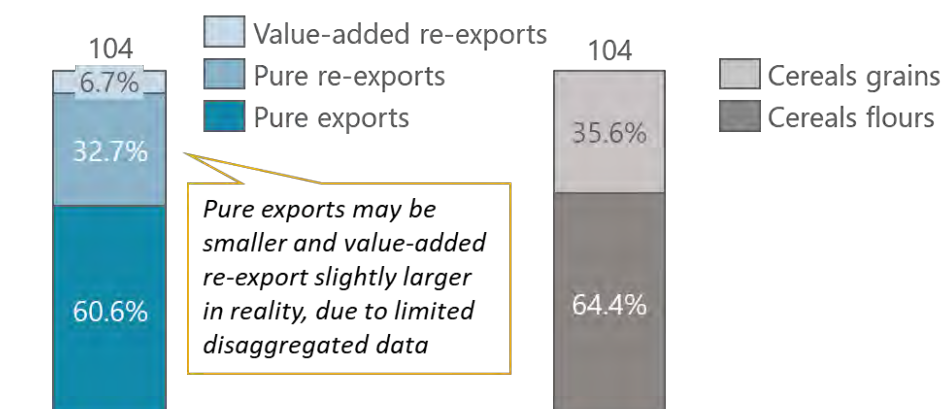 104
6.7%
32.7%
60.6%
Value-added re-exports
Pure re-exports
Pure exports
Pure exports may be
smaller and value-added
re-export slightly larger
in reality, due to limited
disaggregated data
104
35.6%
64.4%
Cereals grains
Cereals flours